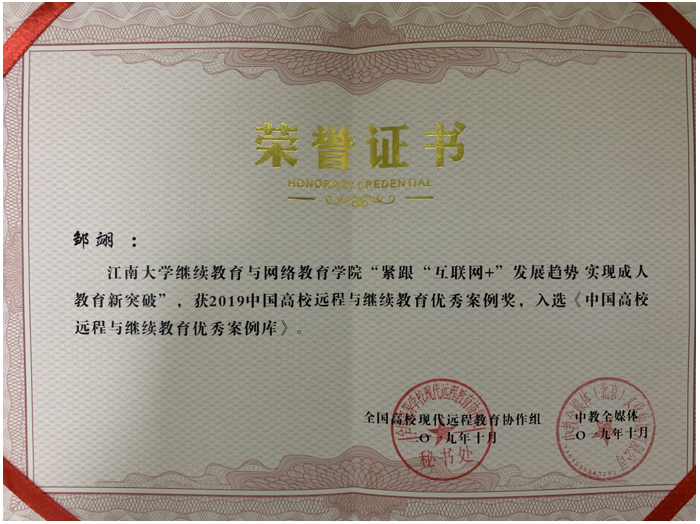 荣誉证书
HONORARY CREDENTIAL
邹翊：
江南大学继续教育与网络教育学院“紧跟“互联网+”发展趋势 实现成人
教育新突破”，获2019中国高校远程与继续教育优秀案例奖，入选《中国高校
远程与继续教育优秀案例库》。
全国高校现代远程教育协作组
中教全媒体
二〇一九年十月
二〇一九年十月
秘书处